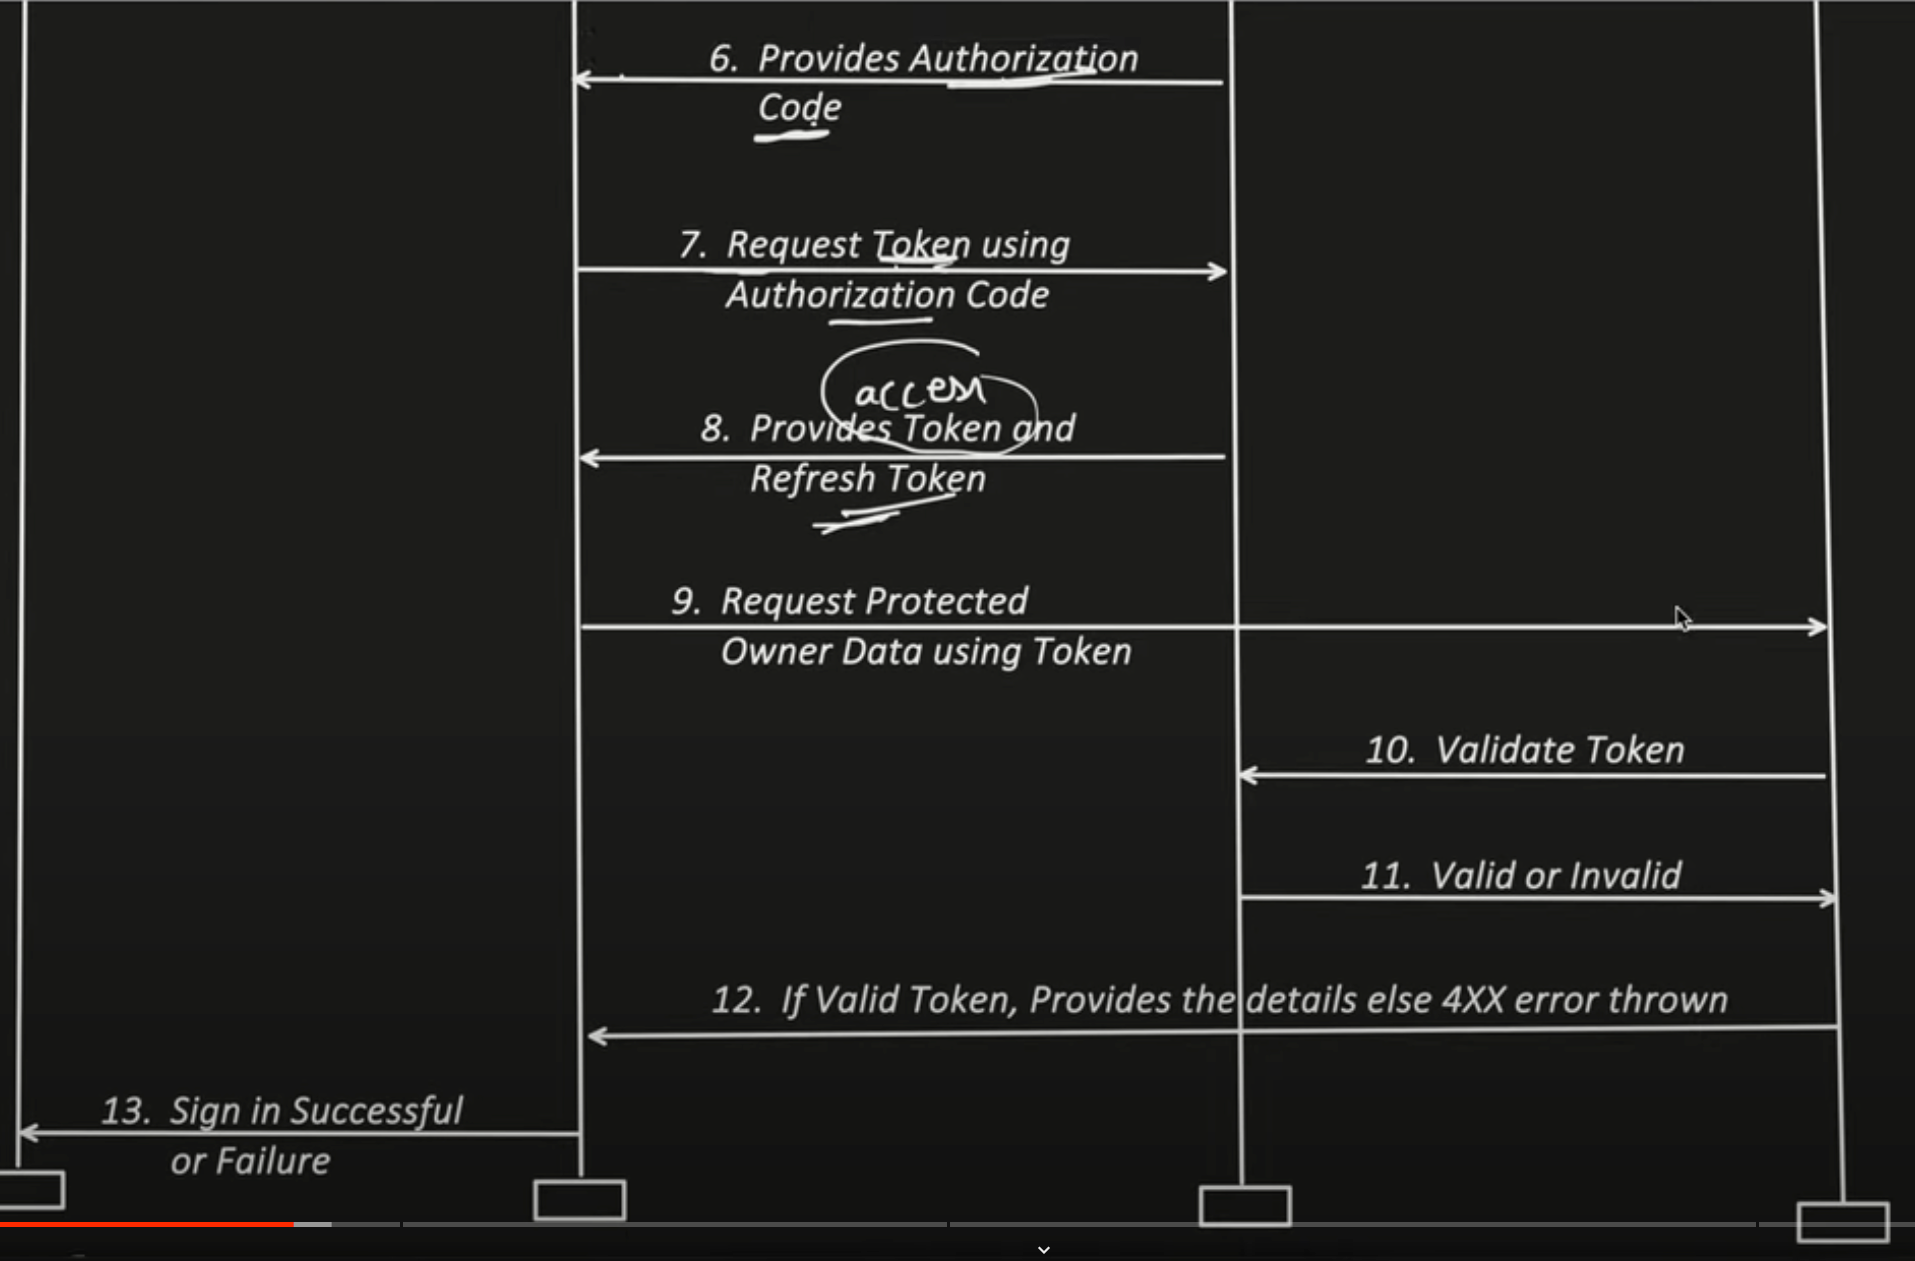 6. Provides Authorization
Code
7. Request Token using
Authorization Code
access
8. Provides Token and
Refresh Token
9. Request Protected
Owner Data using Token
10. Validate Token
11. Valid or Invalid
12. If Valid Token, Provides the details else 4XX error thrown
13. Sign in Successful
or Failure